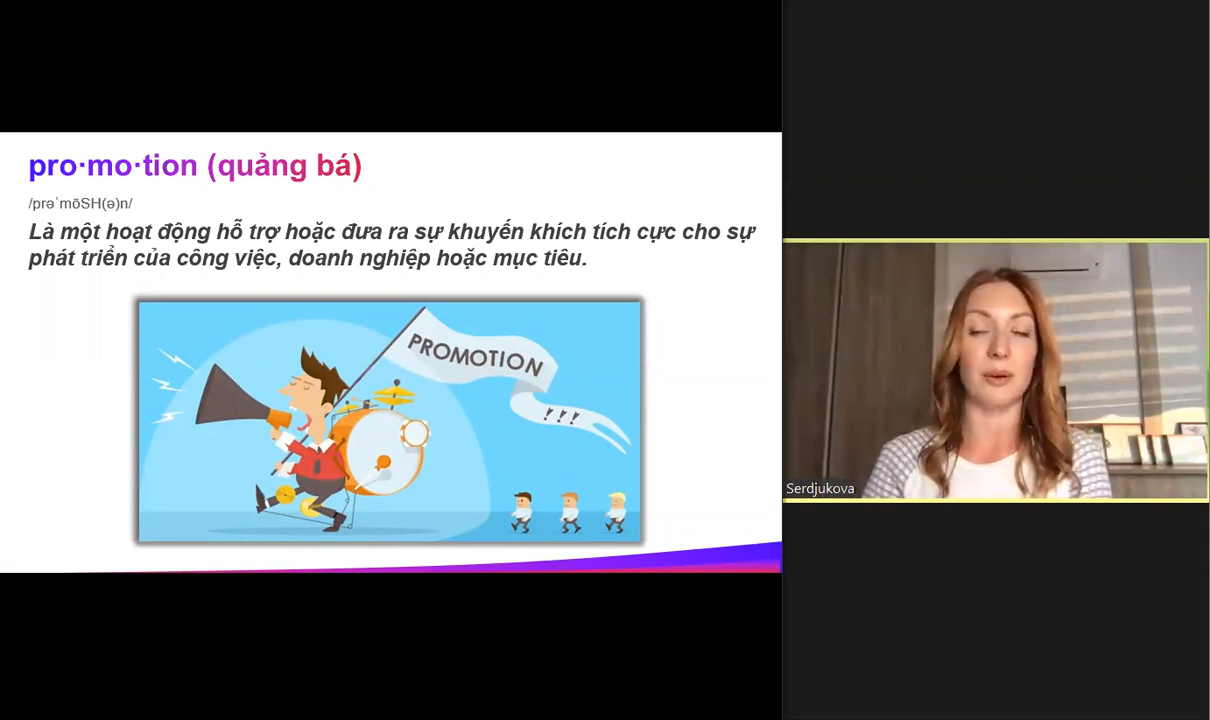 pro·mo·tion (quảng bá)
/prəˈmōSH(ə)n/
Là một hoạt động hỗ trợ hoặc đưa ra sự khuyến khích tích cực cho sự
phát triển của công việc, doanh nghiệp hoặc mục tiêu.
PROMOTION
!!!
Serdjukova